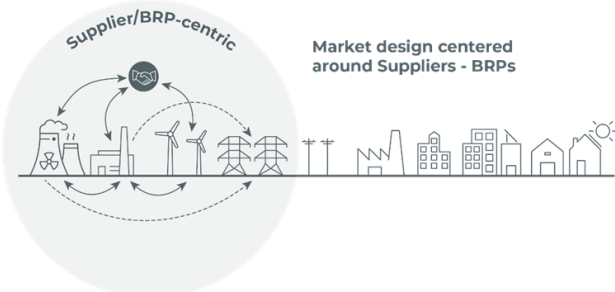 Supplier/BRP-centric
Market design centered
around Suppliers - BRPs